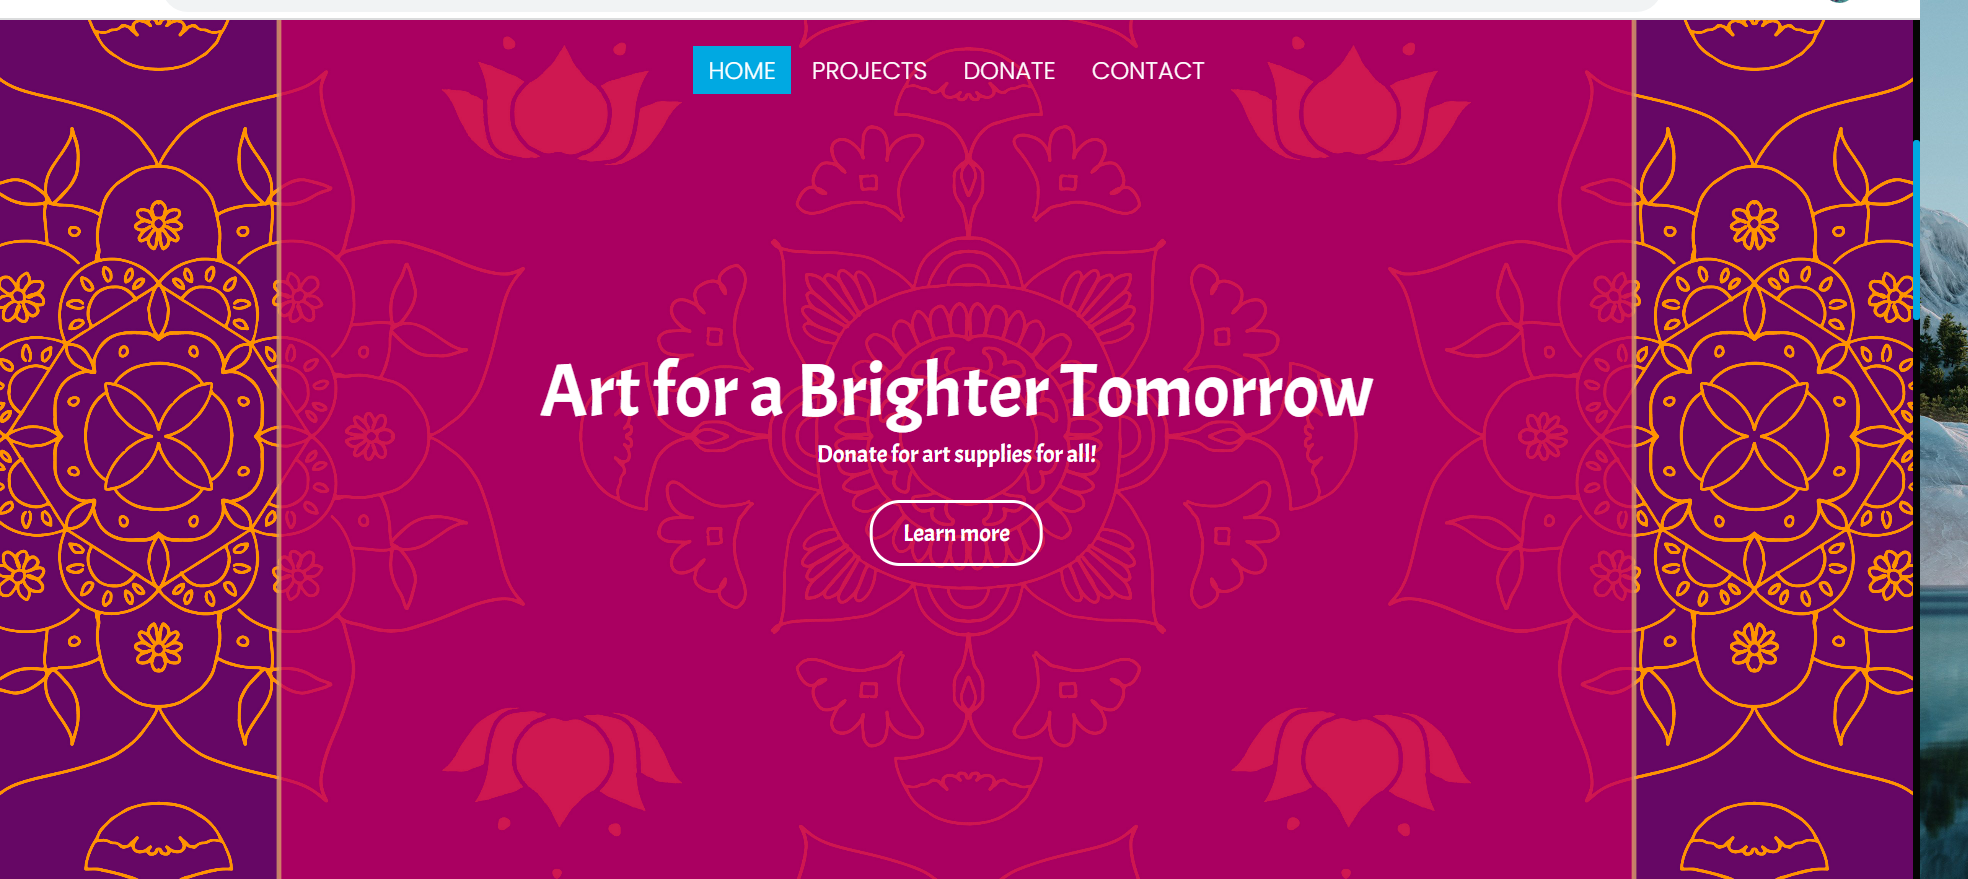 HOME PROJECTS DONATE CONTACT
Art for a Brighter Tomorrow
Donate for art supplies for all!
Learn more